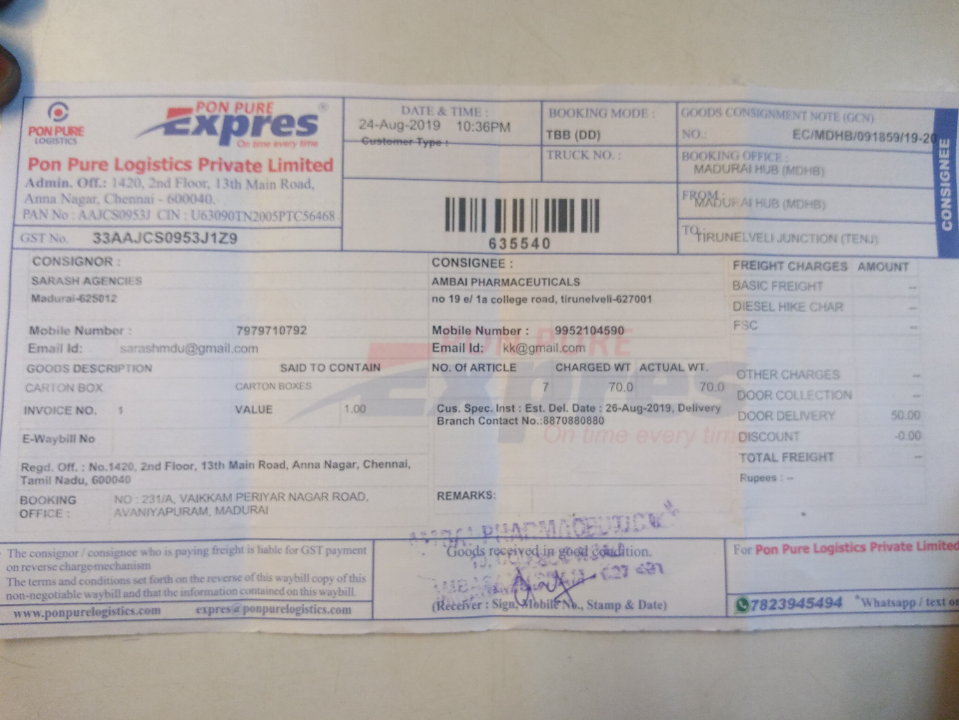 PON PURE
LOGISTICS
PON PURE
Expres®
On time every time
Pon Pure Logistics Private Limited
Admin. Off.: 1420, 2nd Floor, 13th Main Road,
Anna Nagar, Chennai - 600040.
PAN No : AAJCS0953J CIN : U63090TN2005PTC56468
GST No. 33AAJCS0953J1Z9
DATE & TIME :
24-Aug-2019 10:36PM
Customer Type :
635540
BOOKING MODE :
TBB (DD)
TRUCK NO. :
GOODS CONSIGNMENT NOTE (GCN)
NO.: EC/MDHB/091859/19-20
BOOKING OFFICE :
MADURAI HUB (MDHB)
FROM :
MADURAI HUB (MDHB)
TO : TIRUNELVELI JUNCTION (TENJ)
CONSIGNEE
CONSIGNOR :
SARASH AGENCIES
Madurai-625012
Mobile Number : 7979710792
Email Id: sarashmdu@gmail.com
CONSIGNEE :
AMBAI PHARMACEUTICALS
no 19 e/ 1a college road, tirunelveli-627001
Mobile Number : 9952104590
Email Id: kk@gmail.com
GOODS DESCRIPTION SAID TO CONTAIN NO. Of ARTICLE CHARGED WT ACTUAL WT.
CARTON BOX CARTON BOXES 7 70.0 70.0
INVOICE NO. 1 VALUE 1.00
Cus. Spec. Inst : Est. Del. Date : 26-Aug-2019, Delivery
Branch Contact No.:8870880880
E-Waybill No
Regd. Off. : No.1420, 2nd Floor, 13th Main Road, Anna Nagar, Chennai,
Tamil Nadu, 600040
BOOKING OFFICE : NO : 231/A, VAIKKAM PERIYAR NAGAR ROAD,
AVANIYAPURAM, MADURAI
REMARKS:
FREIGHT CHARGES AMOUNT
BASIC FREIGHT --
DIESEL HIKE CHAR --
FSC --
OTHER CHARGES --
DOOR COLLECTION --
DOOR DELIVERY 50.00
DISCOUNT -0.00
TOTAL FREIGHT --
Rupees : --
PON PURE
Expres
On time every tim
The consignor / consignee who is paying freight is liable for GST payment
on reverse chargemechanism
The terms and conditions set forth on the reverse of this waybill copy of this
non-negotiable waybill and that the information contained on this waybill.
www.ponpurelogistics.com expres@ponpurelogistics.com
Goods received in good condition.
(Receiver : Sign, Mobile No., Stamp & Date)
For Pon Pure Logistics Private Limited
7823945494 *Whatsapp / text on